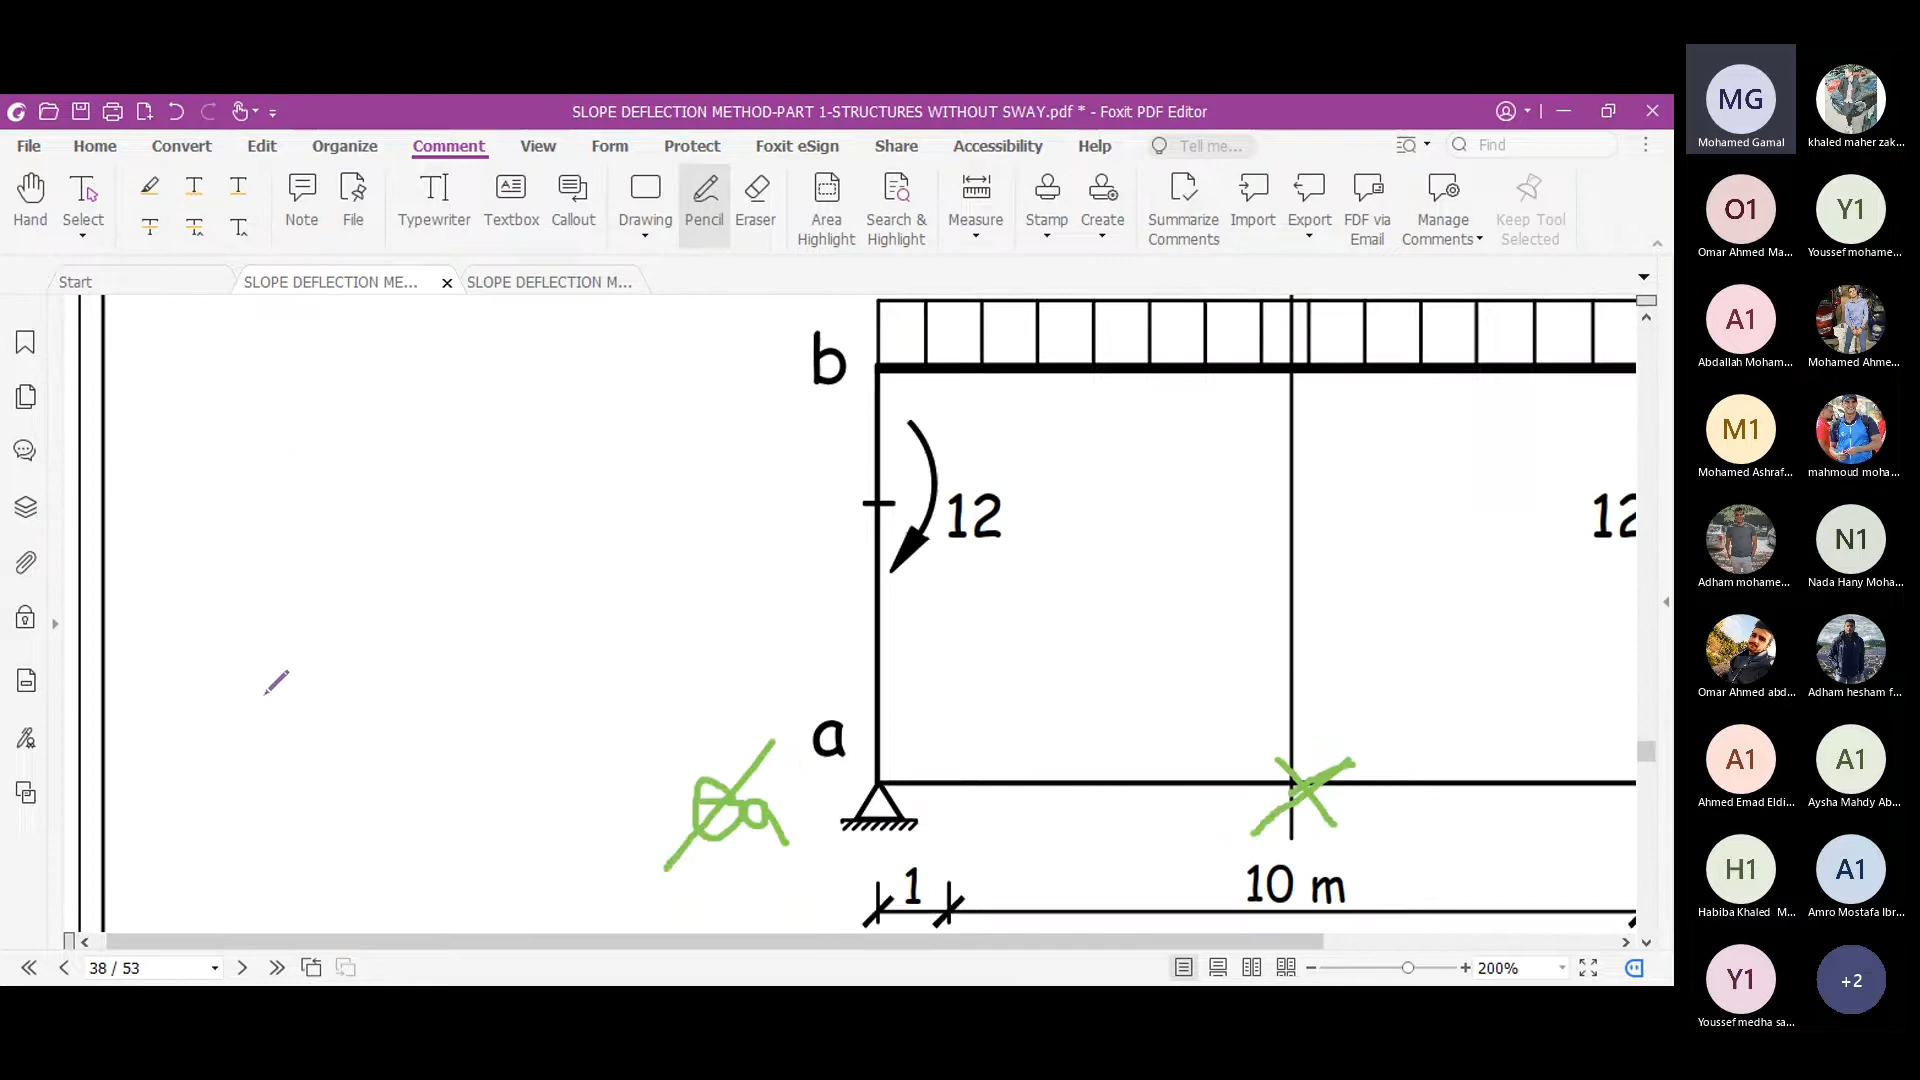 SLOPE DEFLECTION METHOD-PART 1-STRUCTURES WITHOUT SWAY.pdf * - Foxit PDF Editor
File Home Convert Edit Organize Comment View Form Protect Foxit eSign Share Accessibility Help Tell me... Find
Hand Select Note File Typewriter Textbox Callout Drawing Pencil Eraser Area Highlight Search & Highlight Measure Stamp Create Summarize Comments Import Export FDF via Email Manage Comments Keep Tool Selected
Start SLOPE DEFLECTION ME... SLOPE DEFLECTION M...
b
12
12
a
1
10 m
38 / 53
200%
MG
Mohamed Gamal
khaled maher zak...
O1
Y1
Omar Ahmed Ma...
Youssef mohame...
A1
Abdallah Moham...
Mohamed Ahme...
M1
Mohamed Ashraf...
mahmoud moha...
N1
Adham mohame...
Nada Hany Moha...
Omar Ahmed abd...
Adham hesham f...
A1
A1
Ahmed Emad Eldi...
Aysha Mahdy Ab...
H1
A1
Habiba Khaled M...
Amro Mostafa Ibr...
Y1
+2
Youssef medha sa...